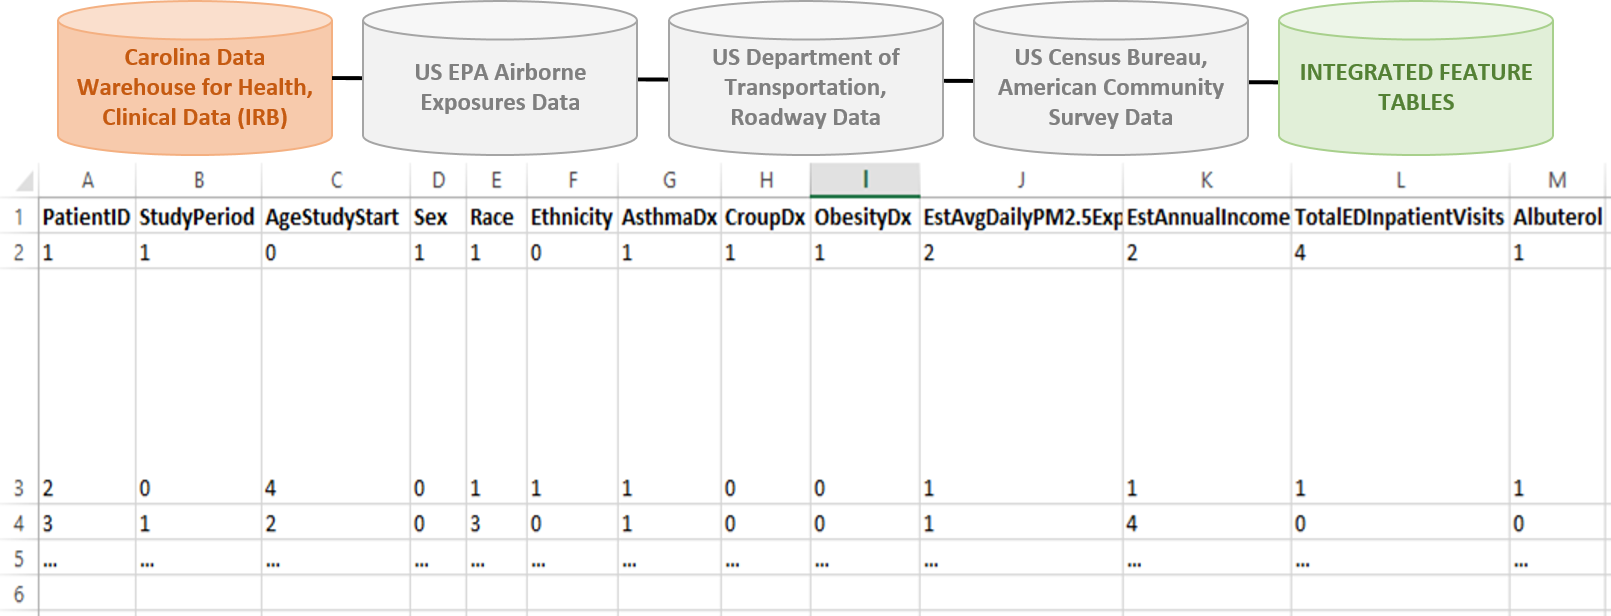 Carolina Data
Warehouse for Health,
Clinical Data (IRB)
US EPA Airborne
Exposures Data
US Department of
Transportation,
Roadway Data
US Census Bureau,
American Community
Survey Data
INTEGRATED FEATURE
TABLES
A B C D E F G H I J K L M
1 PatientID StudyPeriod AgeStudyStart Sex Race Ethnicity AsthmaDx CroupDx ObesityDx EstAvgDailyPM2.5Exp EstAnnualIncome TotalEDInpatientVisits Albuterol
2 1 1 0 1 1 0 1 1 1 2 2 4 1
3 2 0 4 0 1 1 1 0 0 1 1 1 1
4 3 1 2 0 3 0 1 0 0 1 4 0 0
5 ... ... ... ... ... ... ... ... ... ... ... ... ...
6